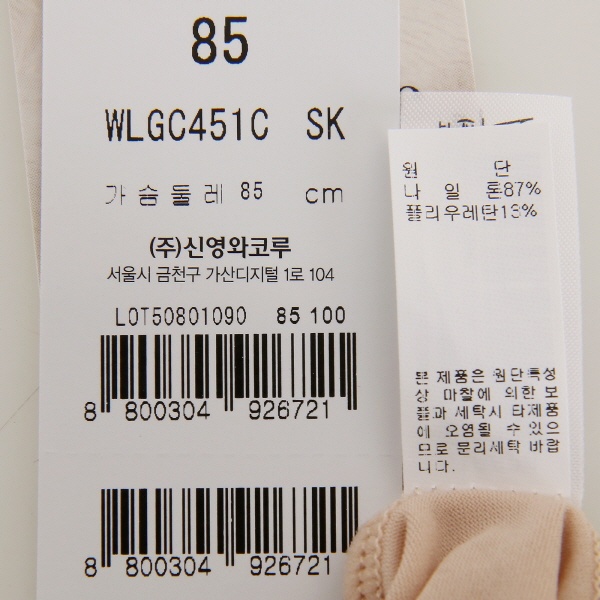 85
WLGC451C SK
가슴둘레 85 cm
(주)신영와코루
서울시 금천구 가산디지털 1로 104
LOT50801090 85 100
8 800304 926721
8 800304 926721
원 단
나 일 론87%
폴리우레탄13%
본 제품은 원단특성
상 마찰에 의한 보
풀과 세탁시 타제품
에 오염될 수 있으
므로 분리세탁 바랍
니다.